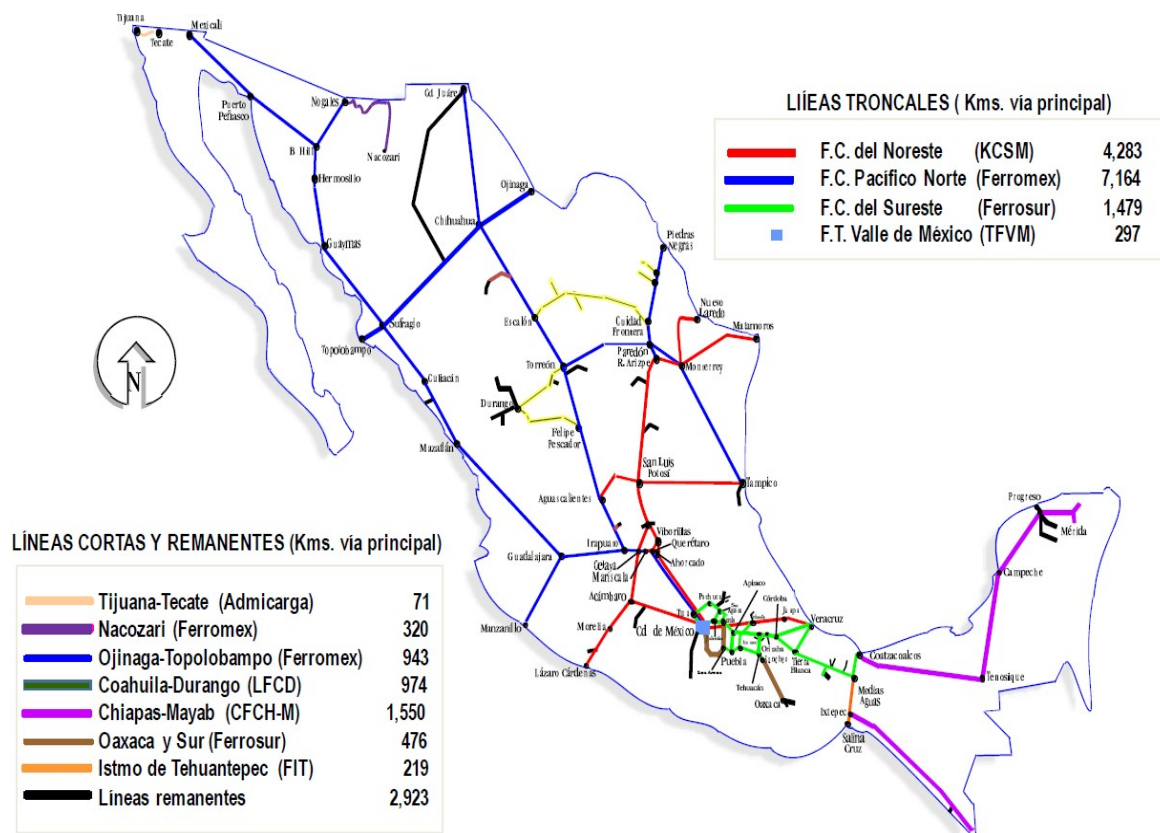 Tijuana
Tecate
Mexicali
Puerto
Peñasco
Nogales
Cd. Juárez
B. Hill
Nacozari
Hermosillo
Ojinaga
Chihuahua
Guaymas
Piedras
Negras
Nuevo
Laredo
Matamoros
Escalón
Cuidad
Frontera
Sufragio
Topolobampo
Paredón
R. Arizpe
Monterrey
Torreón
Culiacán
Durango
Felipe
Pescador
Mazatlán
San Luis
Potosí
Tampico
Aguascalientes
Viborillas
Irapuato
Querétaro
Guadalajara
Celaya
Mariscala
Ahorcado
Apizaco
Acámbaro
Pachuca
Córdoba
Jalapa
Tula
Veracruz
Manzanillo
Morelia
Cd. de México
Orizaba
Puebla
Tierra
Blanca
Coatzacoalcos
Lázaro Cárdenas
Tehuacán
Oaxaca
Medias
Aguas
Ixtepec
Salina
Cruz
Tenosique
Campeche
Progreso
Mérida
N
LIÍEAS TRONCALES ( Kms. vía principal)
F.C. del Noreste (KCSM) 4,283
F.C. Pacífico Norte (Ferromex) 7,164
F.C. del Sureste (Ferrosur) 1,479
F.T. Valle de México (TFVM) 297
LÍNEAS CORTAS Y REMANENTES (Kms. vía principal)
Tijuana-Tecate (Admicarga) 71
Nacozari (Ferromex) 320
Ojinaga-Topolobampo (Ferromex) 943
Coahuila-Durango (LFCD) 974
Chiapas-Mayab (CFCH-M) 1,550
Oaxaca y Sur (Ferrosur) 476
Istmo de Tehuantepec (FIT) 219
Líneas remanentes 2,923